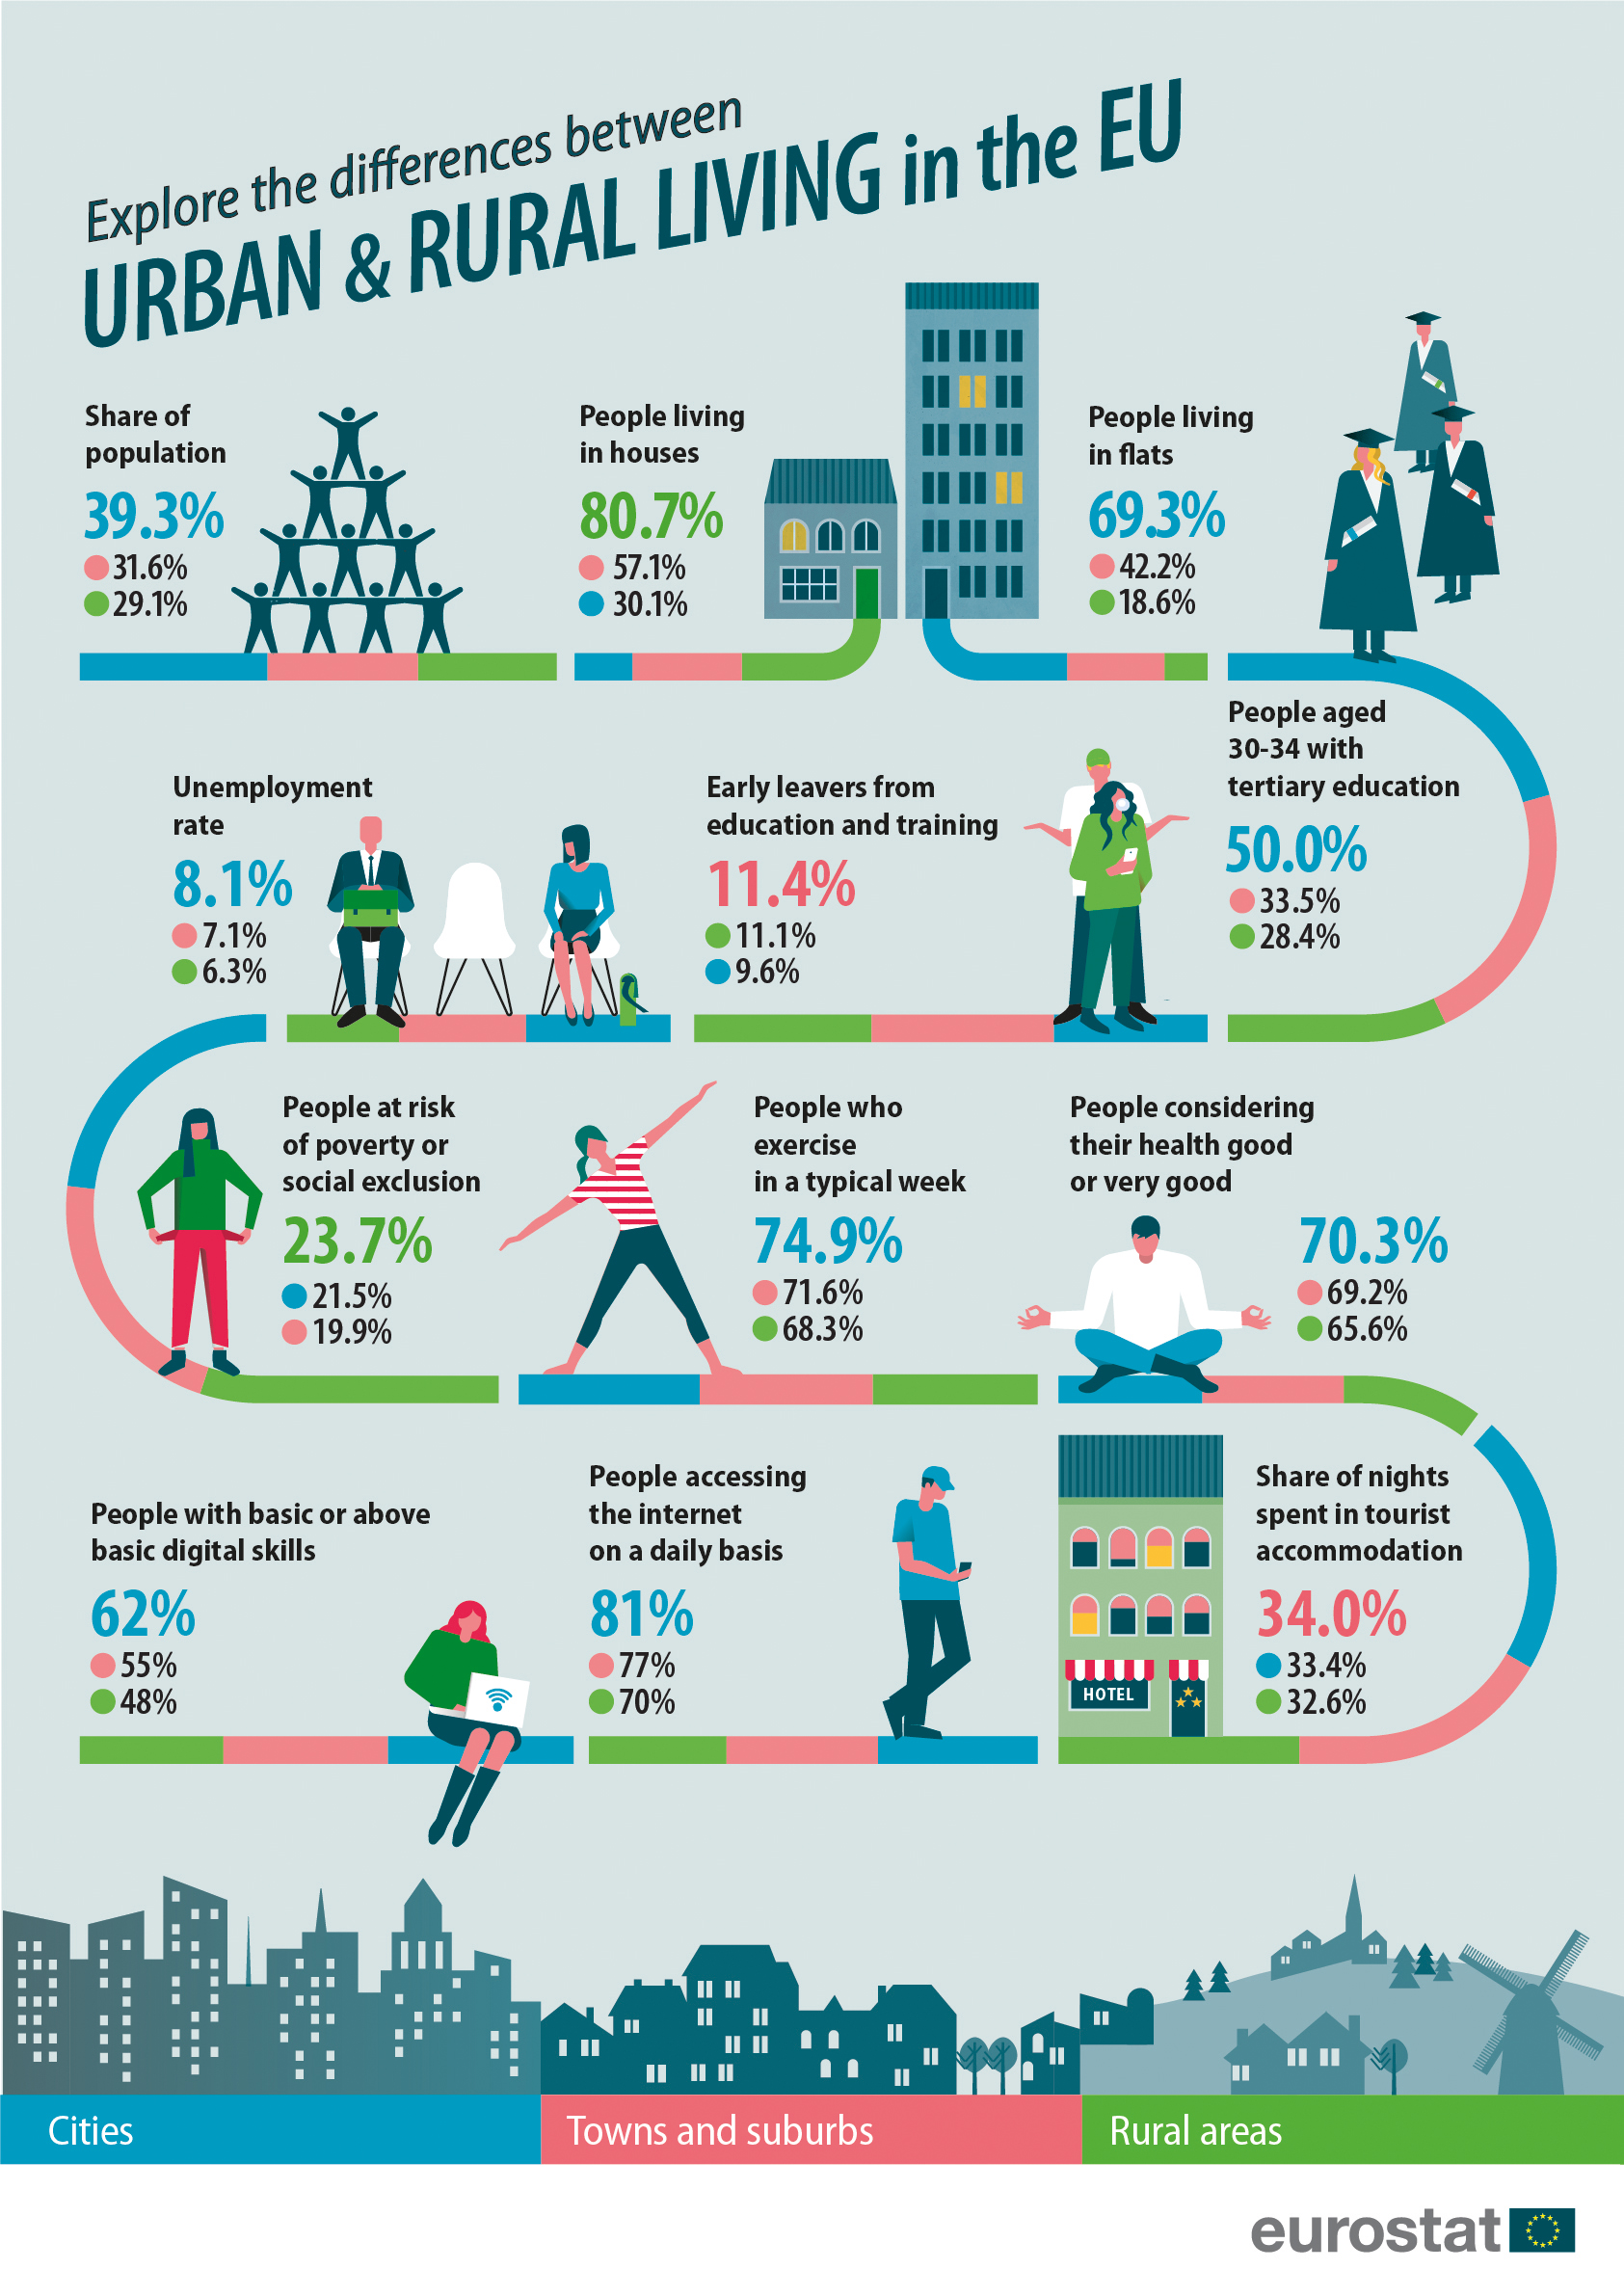 Explore the differences between
URBAN & RURAL LIVING in the EU
Share of
population
39.3%
31.6%
29.1%
People living
in houses
80.7%
57.1%
30.1%
People living
in flats
69.3%
42.2%
18.6%
People aged
30-34 with
tertiary education
50.0%
33.5%
28.4%
Early leavers from
education and training
11.4%
11.1%
9.6%
Unemployment
rate
8.1%
7.1%
6.3%
People at risk
of poverty or
social exclusion
23.7%
21.5%
19.9%
People who
exercise
in a typical week
74.9%
71.6%
68.3%
People considering
their health good
or very good
70.3%
69.2%
65.6%
Share of nights
spent in tourist
accommodation
34.0%
33.4%
32.6%
HOTEL
People accessing
the internet
on a daily basis
81%
77%
70%
People with basic or above
basic digital skills
62%
55%
48%
Cities
Towns and suburbs
Rural areas
eurostat